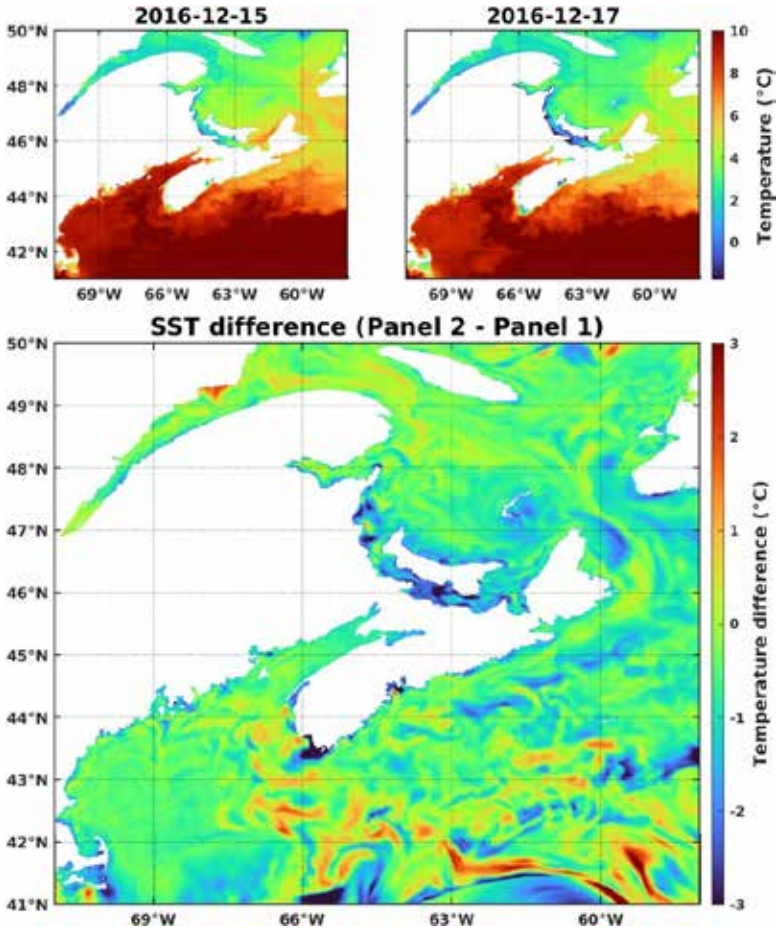 2016-12-15
2016-12-17
50°N
48°N
46°N
44°N
42°N
69°W 66°W 63°W 60°W
69°W 66°W 63°W 60°W
10
8
6
4
2
0
Temperature (°C)
SST difference (Panel 2 - Panel 1)
50°N
49°N
48°N
47°N
46°N
45°N
44°N
43°N
42°N
41°N
69°W 66°W 63°W 60°W
3
2
1
0
-1
-2
-3
Temperature difference (°C)